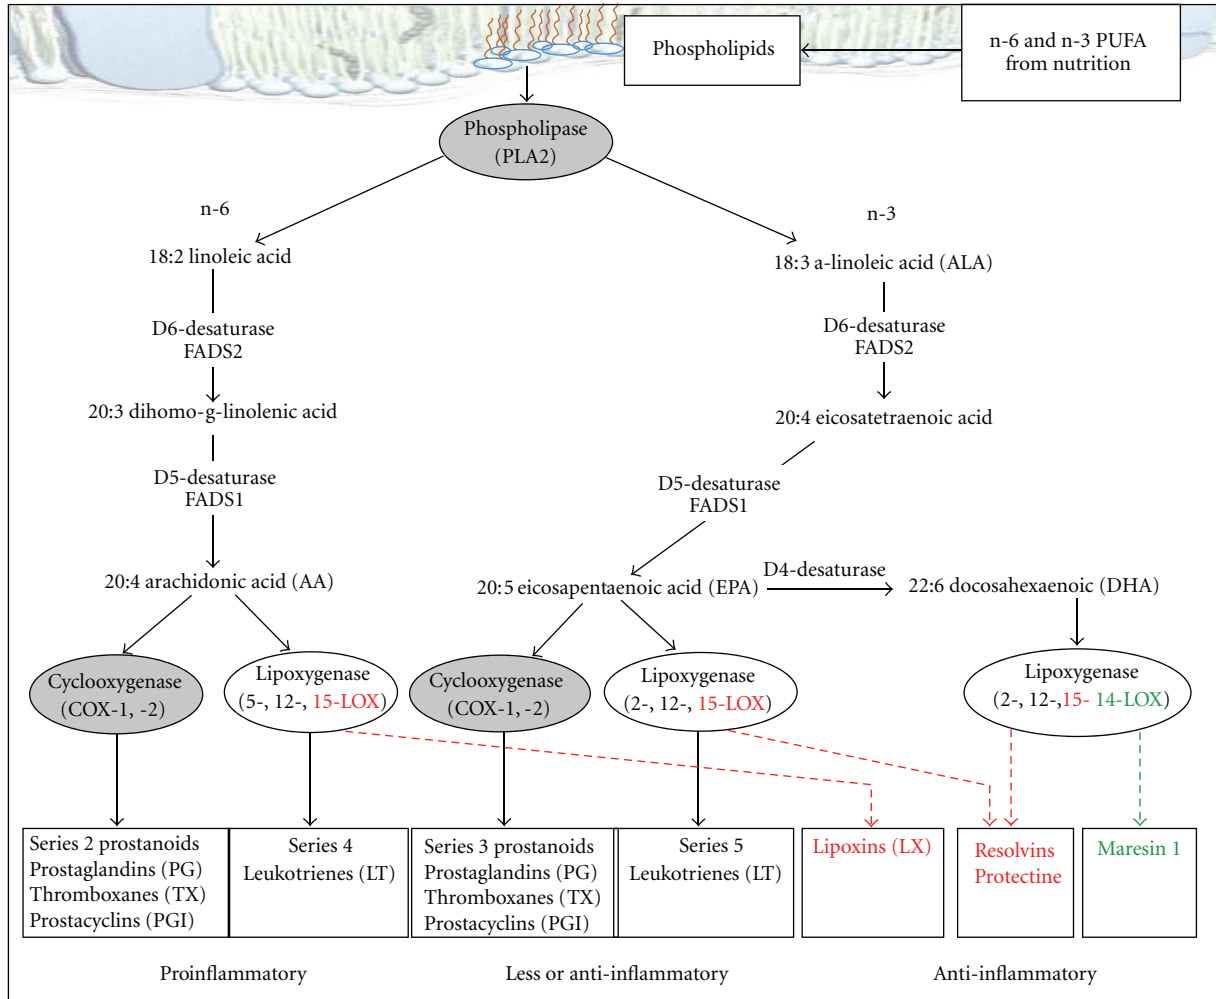 Phospholipids
n-6 and n-3 PUFA
from nutrition
Phospholipase
(PLA2)
n-6
n-3
18:2 linoleic acid
18:3 a-linoleic acid (ALA)
D6-desaturase
FADS2
D6-desaturase
FADS2
20:3 dihomo-g-linolenic acid
20:4 eicosatetraenoic acid
D5-desaturase
FADS1
D5-desaturase
FADS1
20:4 arachidonic acid (AA)
20:5 eicosapentaenoic acid (EPA)
D4-desaturase
22:6 docosahexaenoic (DHA)
Cyclooxygenase
(COX-1, -2)
Lipoxygenase
(5-, 12-, 15-LOX)
Cyclooxygenase
(COX-1, -2)
Lipoxygenase
(2-, 12-, 15-LOX)
Lipoxygenase
(2-, 12-,15- 14-LOX)
Series 2 prostanoids
Prostaglandins (PG)
Thromboxanes (TX)
Prostacyclins (PGI)
Series 4
Leukotrienes (LT)
Series 3 prostanoids
Prostaglandins (PG)
Thromboxanes (TX)
Prostacyclins (PGI)
Series 5
Leukotrienes (LT)
Lipoxins (LX)
Resolvins
Protectine
Maresin 1
Proinflammatory
Less or anti-inflammatory
Anti-inflammatory